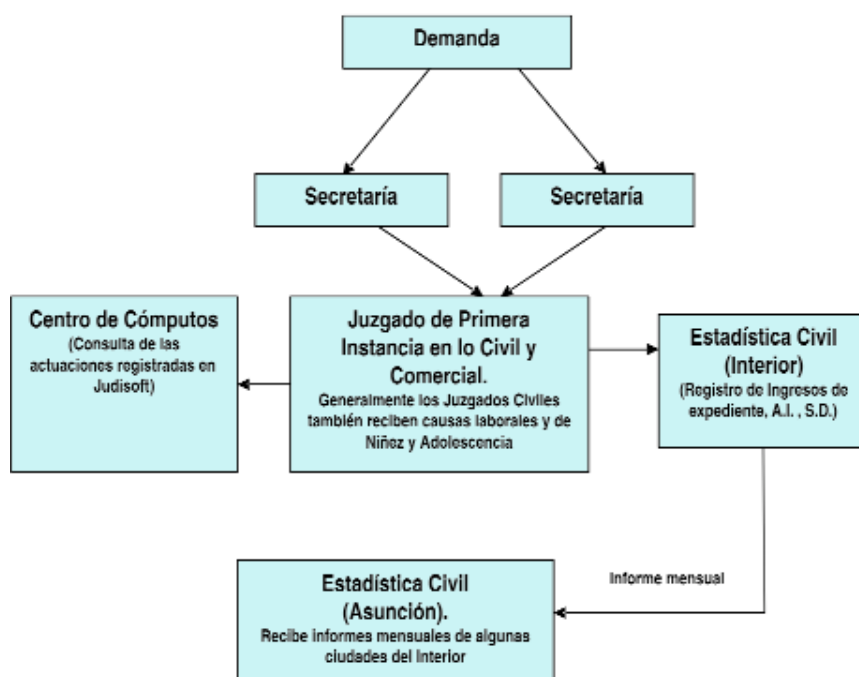 Demanda
Secretaría
Secretaría
Centro de Cómputos
(Consulta de las
actuaciones registradas en
Judisoft)
Juzgado de Primera
Instancia en lo Civil y
Comercial.
Generalmente los Juzgados Civiles
también reciben causas laborales y de
Niñez y Adolescencia
Estadística Civil
(Interior)
(Registro de Ingresos de
expediente, A.I. , S.D.)
Informe mensual
Estadística Civil
(Asunción).
Recibe informes mensuales de algunas
ciudades del Interior